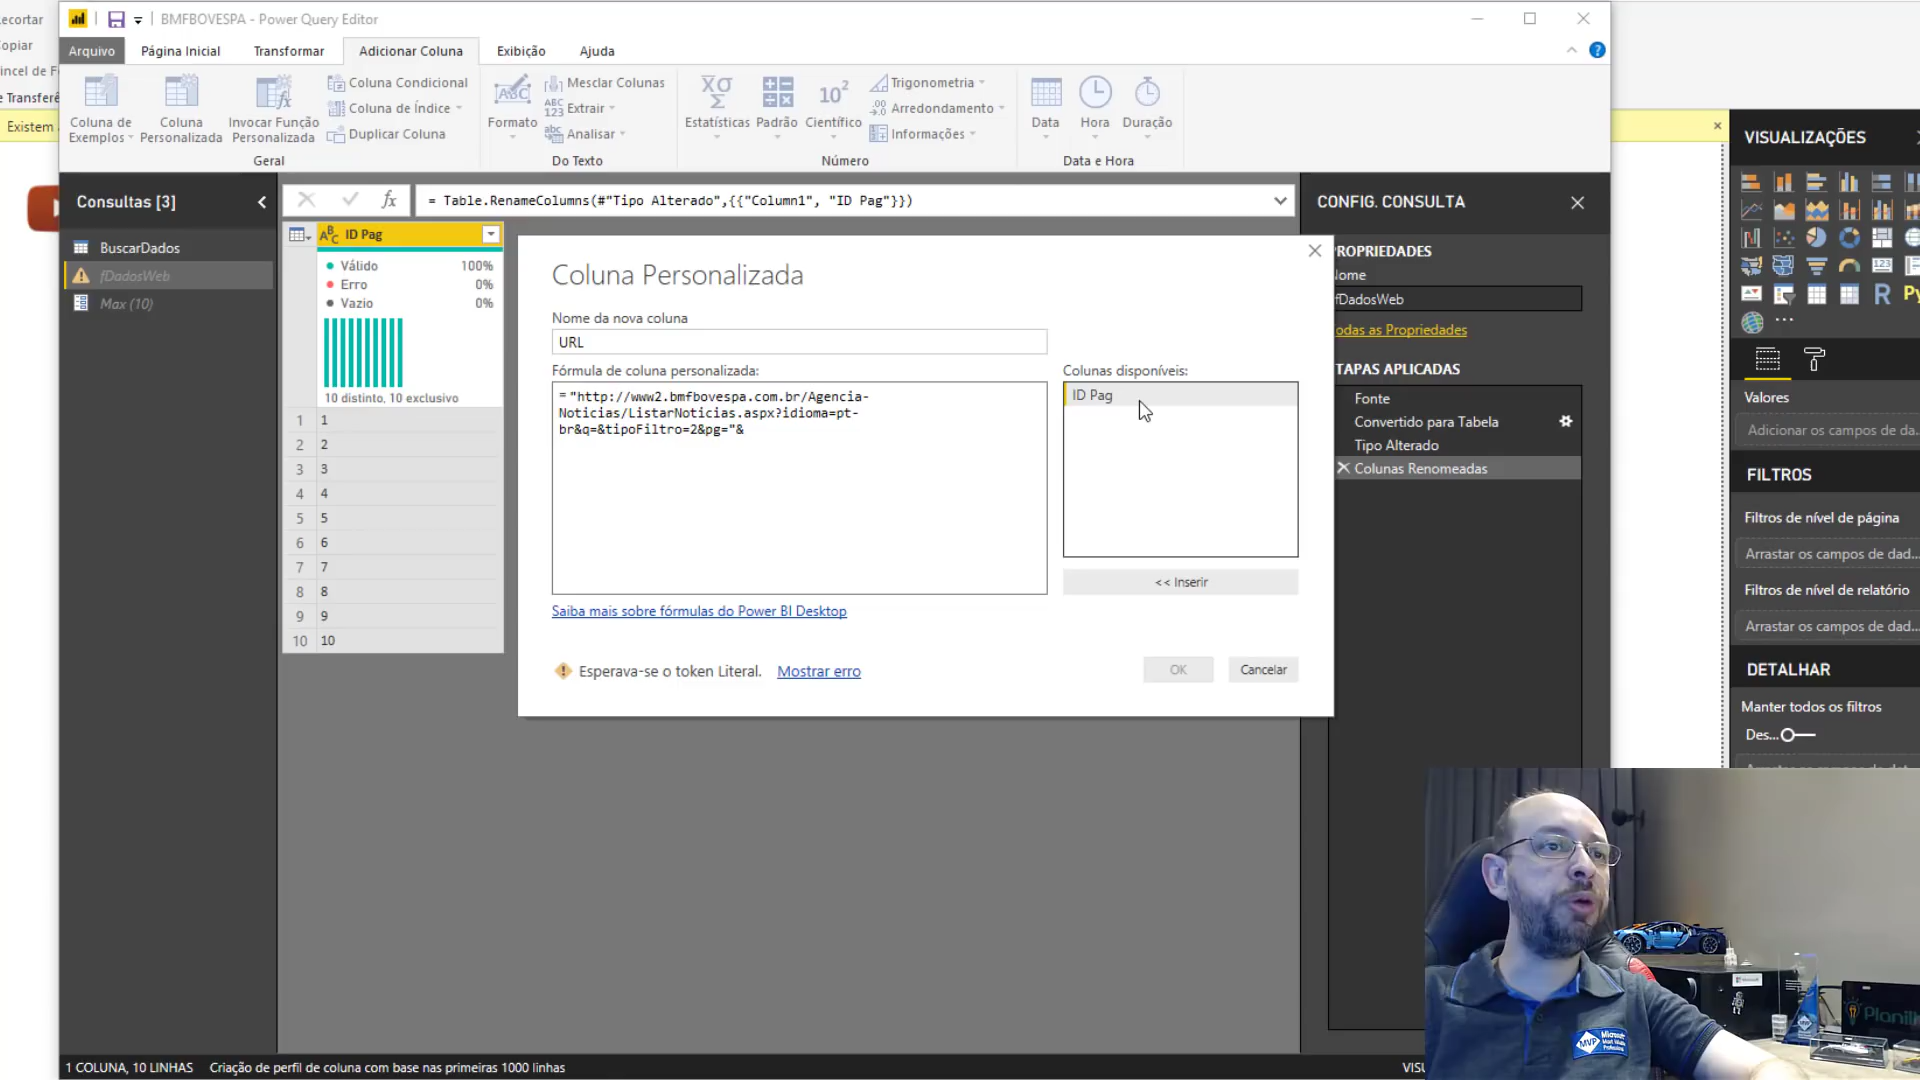 ecortar
BMFBOVESPA - Power Query Editor
opiar
Arquivo Página Inicial Transformar Adicionar Coluna Exibição Ajuda
incel de F
e Transferê
Existem
Coluna de Exemplos
Coluna Personalizada
Invocar Função Personalizada
Coluna Condicional
Coluna de Índice
Duplicar Coluna
Geral
Formato
Mesclar Colunas
Extrair
Analisar
Do Texto
Estatísticas
Padrão
Científico
Trigonometria
Arredondamento
Informações
Número
Data
Hora
Duração
Data e Hora
Consultas [3]
BuscarDados
fDadosWeb
Max (10)
= Table.RenameColumns(#"Tipo Alterado",{{"Column1", "ID Pag"}})
ID Pag
Válido 100%
Erro 0%
Vazio 0%
10 distinto, 10 exclusivo
1 1
2 2
3 3
4 4
5 5
6 6
7 7
8 8
9 9
10 10
Coluna Personalizada
Nome da nova coluna
URL
Fórmula de coluna personalizada:
= "http://www2.bmfbovespa.com.br/Agencia-
Noticias/ListarNoticias.aspx?idioma=pt-
br&q=&tipoFiltro=2&pg="&
Colunas disponíveis:
ID Pag
<< Inserir
Saiba mais sobre fórmulas do Power BI Desktop
Esperava-se o token Literal. Mostrar erro
OK Cancelar
CONFIG. CONSULTA
PROPRIEDADES
Nome
fDadosWeb
odas as Propriedades
TAPAS APLICADAS
Fonte
Convertido para Tabela
Tipo Alterado
Colunas Renomeadas
VISUALIZAÇÕES
R Py
Valores
Adicionar os campos de da...
FILTROS
Filtros de nível de página
Arrastar os campos de dad...
Filtros de nível de relatório
Arrastar os campos de dad...
DETALHAR
Manter todos os filtros
Des...
1 COLUNA, 10 LINHAS Criação de perfil de coluna com base nas primeiras 1000 linhas
VISU
Microsoft
MVP
Planilh